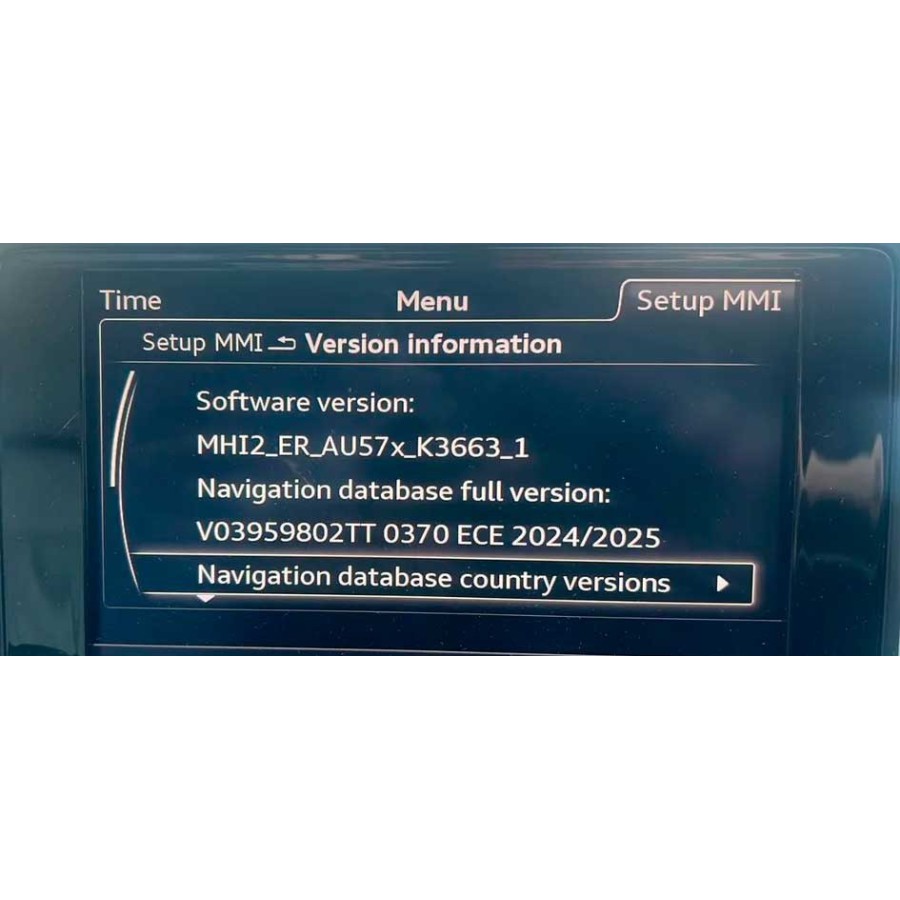 Time Menu Setup MMI
Setup MMI Version information
Software version:
MHI2_ER_AU57x_K3663_1
Navigation database full version:
V03959802TT 0370 ECE 2024/2025
Navigation database country versions